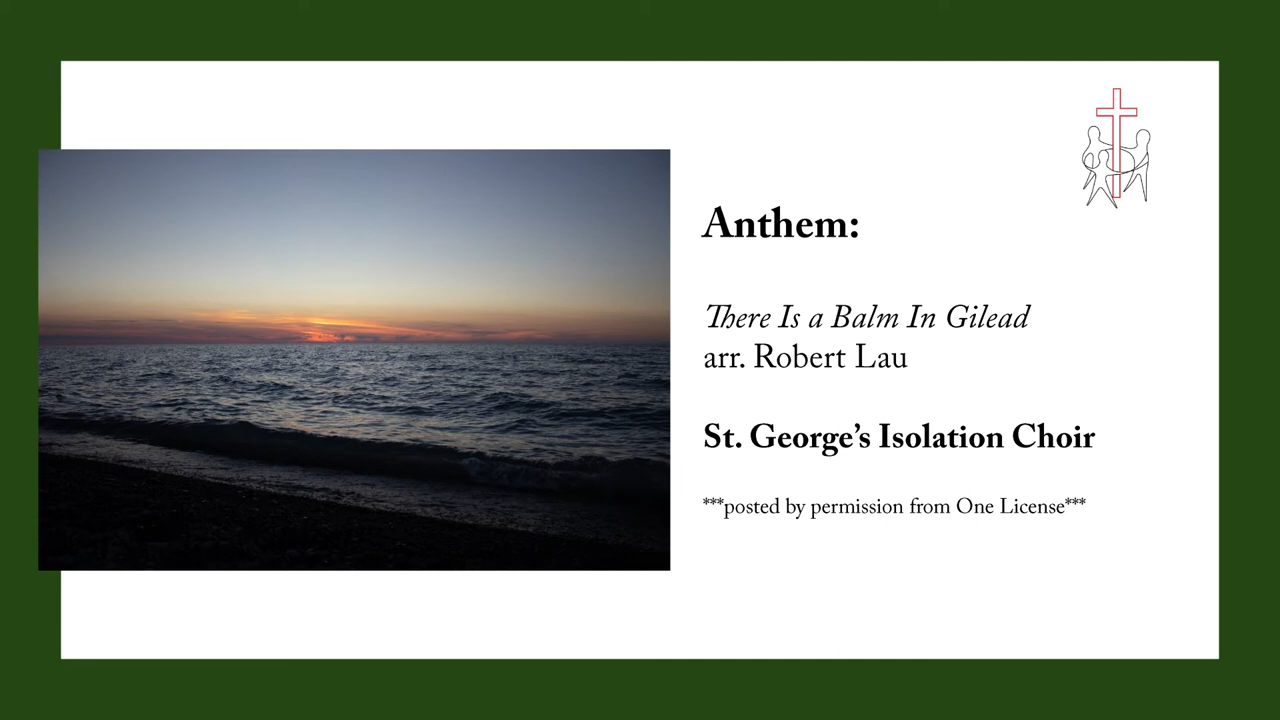 Anthem:
There Is a Balm In Gilead
arr. Robert Lau
St. George’s Isolation Choir
***posted by permission from One License***